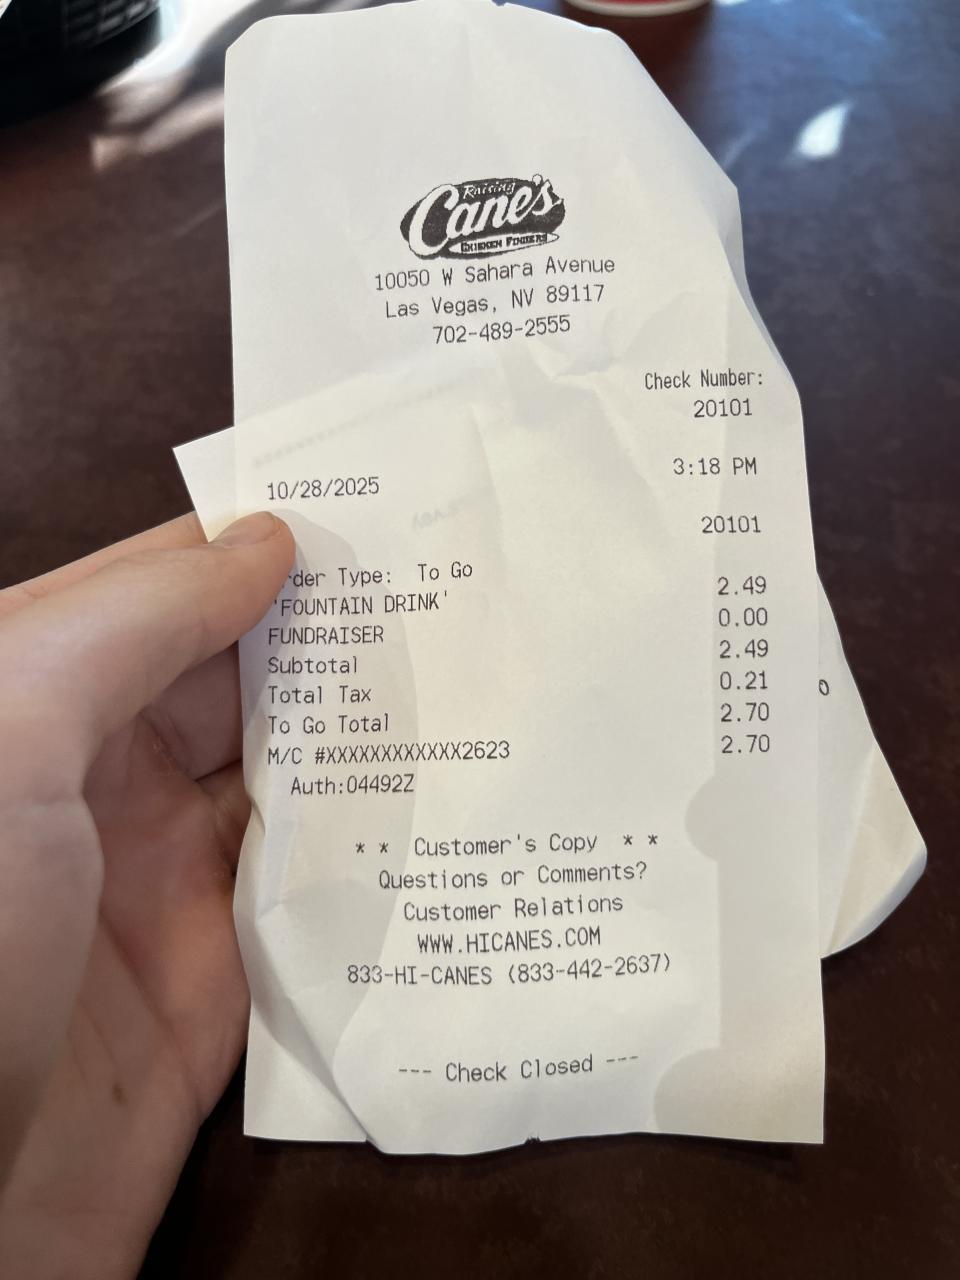 Raising
Cane's
CHICKEN FINGERS
10050 W Sahara Avenue
Las Vegas, NV 89117
702-489-2555
Check Number:
20101
10/28/2025 3:18 PM
20101
rder Type: To Go
'FOUNTAIN DRINK' 2.49
FUNDRAISER 0.00
Subtotal 2.49
Total Tax 0.21
To Go Total 2.70
M/C #XXXXXXXXXXXX2623 2.70
Auth:04492Z
* * Customer's Copy * *
Questions or Comments?
Customer Relations
WWW.HICANES.COM
833-HI-CANES (833-442-2637)
--- Check Closed ---